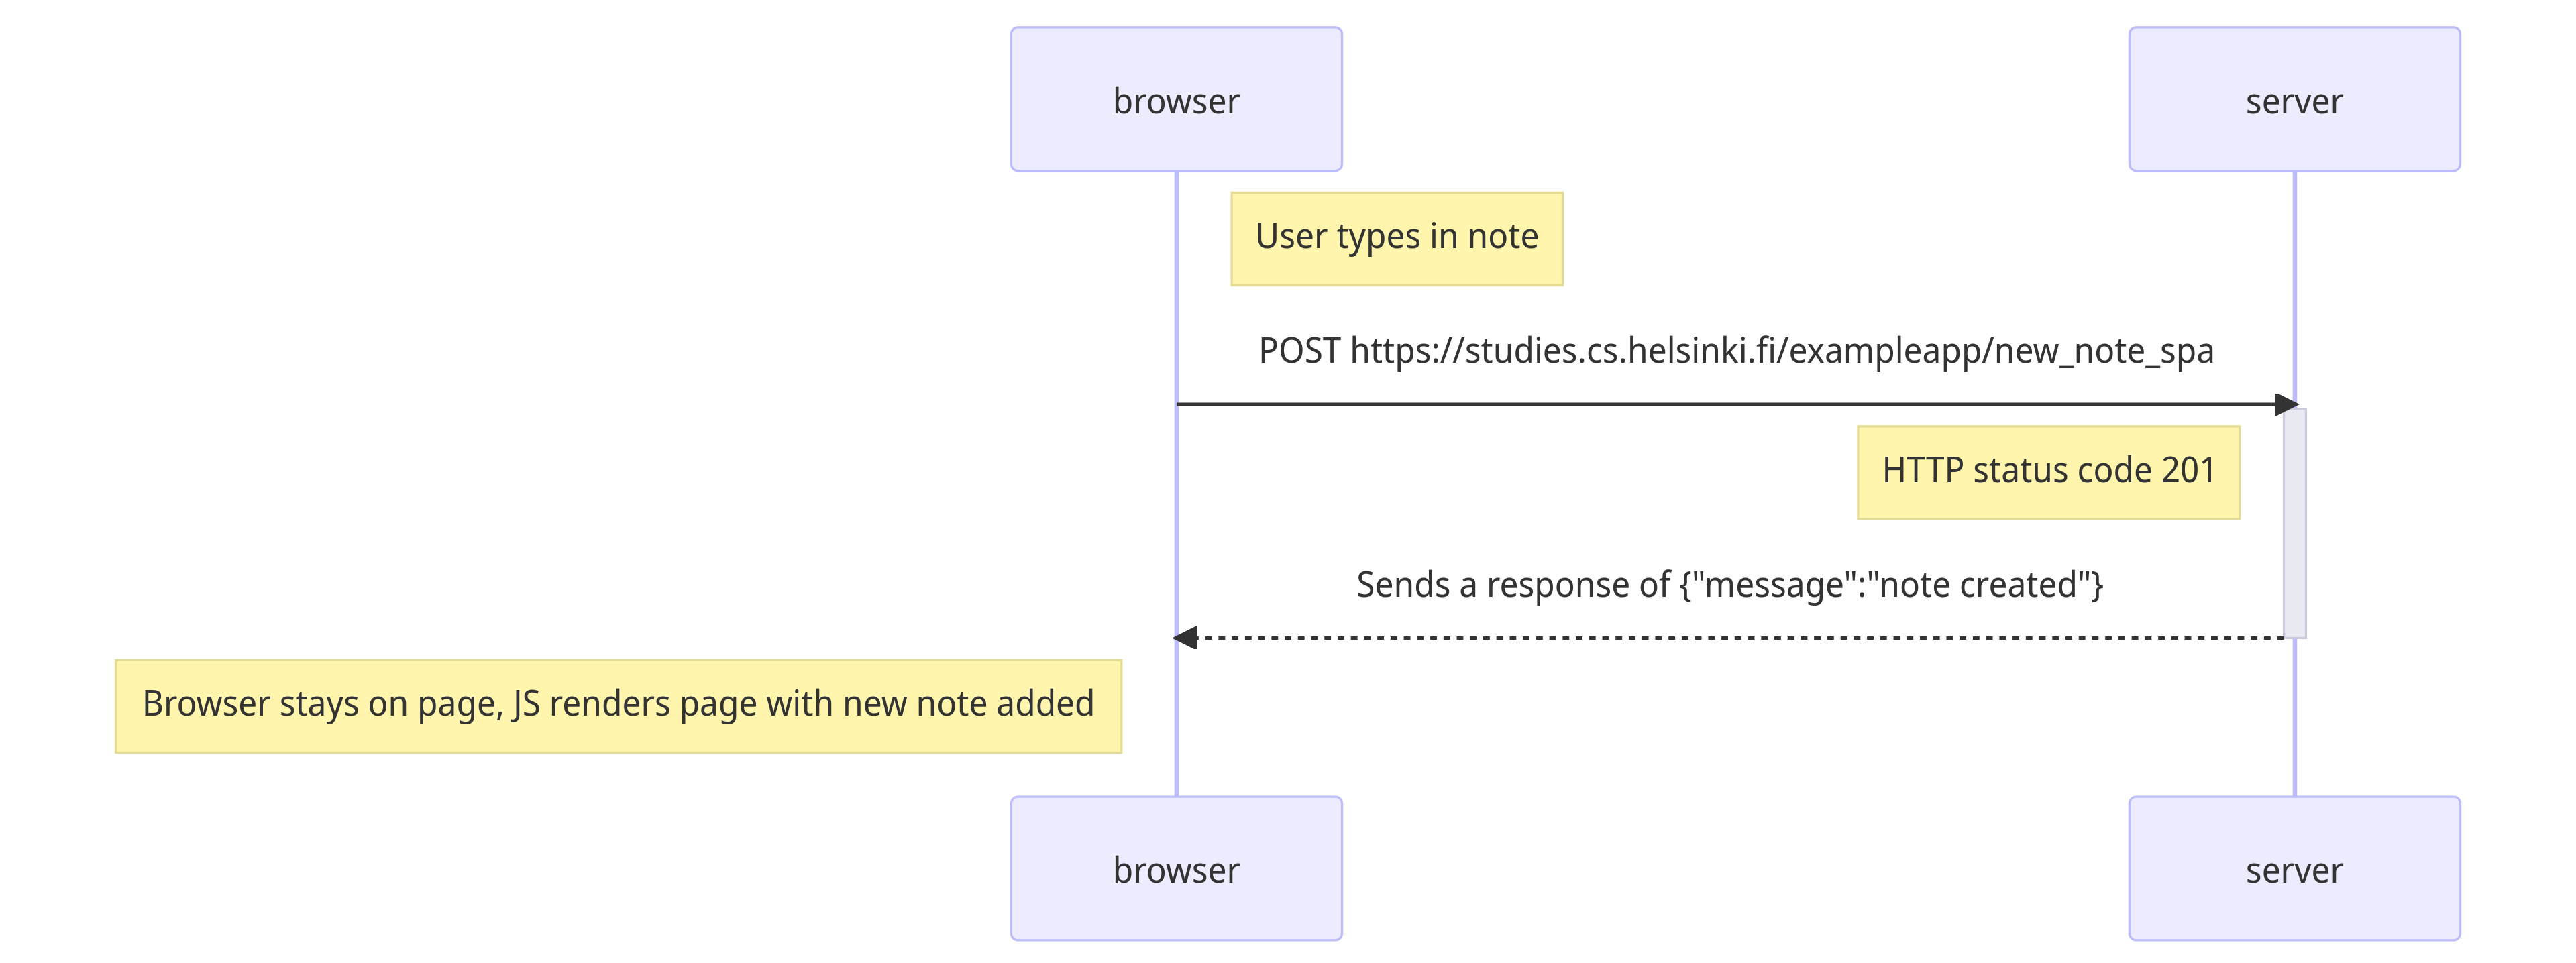 browser
server
User types in note
POST https://studies.cs.helsinki.fi/exampleapp/new_note_spa
HTTP status code 201
Sends a response of {"message":"note created"}
Browser stays on page, JS renders page with new note added
browser
server